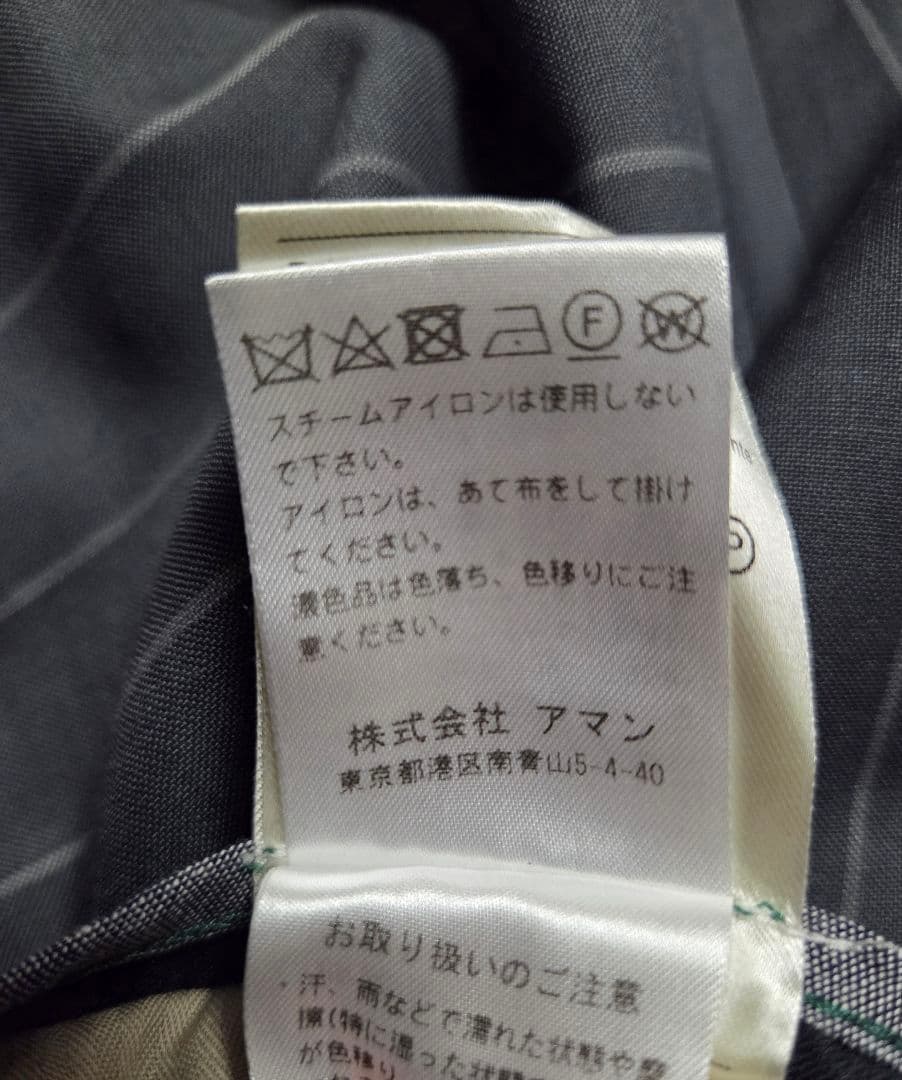 F W
スチームアイロンは使用しない
で下さい。
アイロンは、あて布をして掛け
てください。
濃色品は色落ち、色移りにご注
意ください。
株式会社 アマン
東京都港区南青山5-4-40
お取り扱いのご注意
・汗、雨などで濡れた状態や摩
擦(特に湿った状態
が色移り